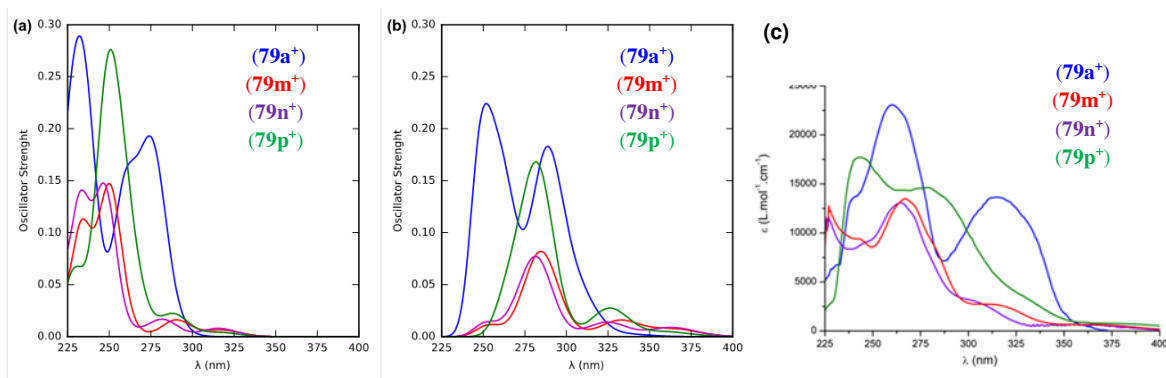 (a)
0.30
0.25
0.20
0.15
0.10
0.05
0.00
Oscillator Strenght
(79a⁺)
(79m⁺)
(79n⁺)
(79p⁺)
225 250 275 300 325 350 375 400
λ (nm)
(b)
0.30
0.25
0.20
0.15
0.10
0.05
0.00
Oscillator Strenght
(79a⁺)
(79m⁺)
(79n⁺)
(79p⁺)
225 250 275 300 325 350 375 400
λ (nm)
(c)
(79a⁺)
(79m⁺)
(79n⁺)
(79p⁺)
25000
20000
15000
10000
5000
0
ε (L.mol⁻¹.cm⁻¹)
225 250 275 300 325 350 375 400
λ (nm)